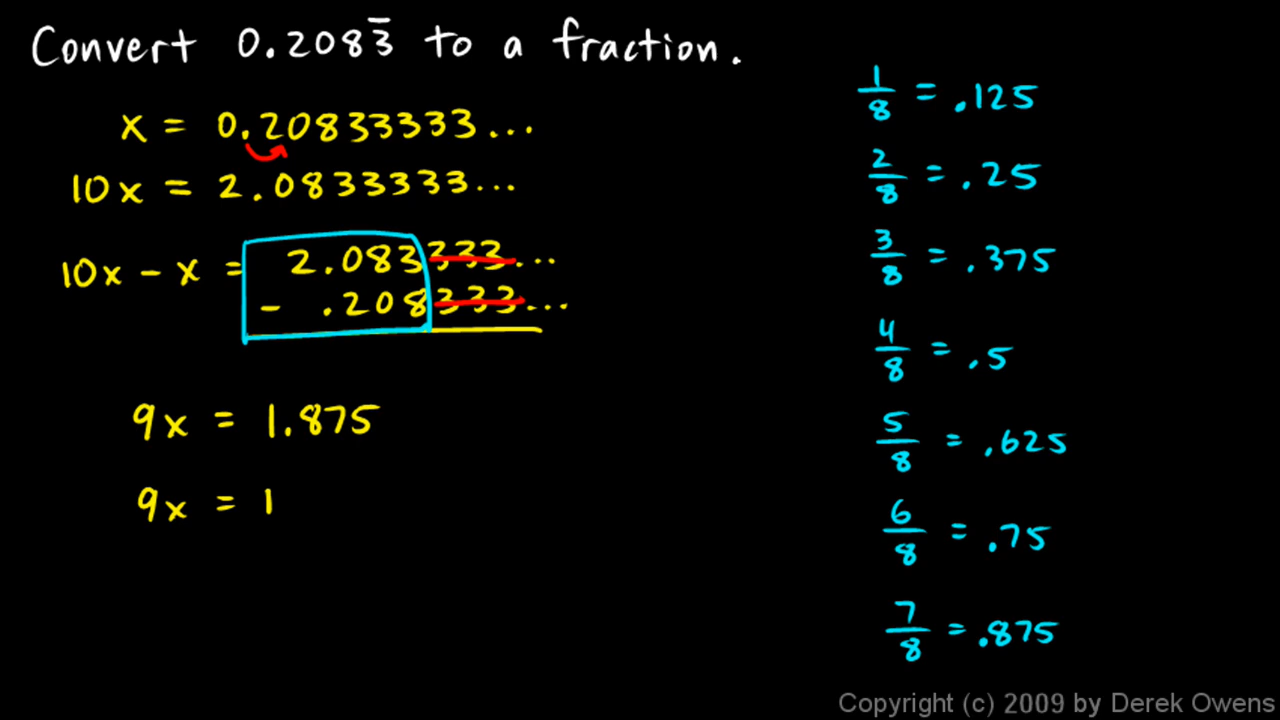 Convert 0.2083̅ to a fraction.
x = 0.20833333...
10x = 2.0833333...
10x - x = 2.083333...
- .208333...
9x = 1.875
9x = 1
1/8 = .125
2/8 = .25
3/8 = .375
4/8 = .5
5/8 = .625
6/8 = .75
7/8 = .875
Copyright (c) 2009 by Derek Owens